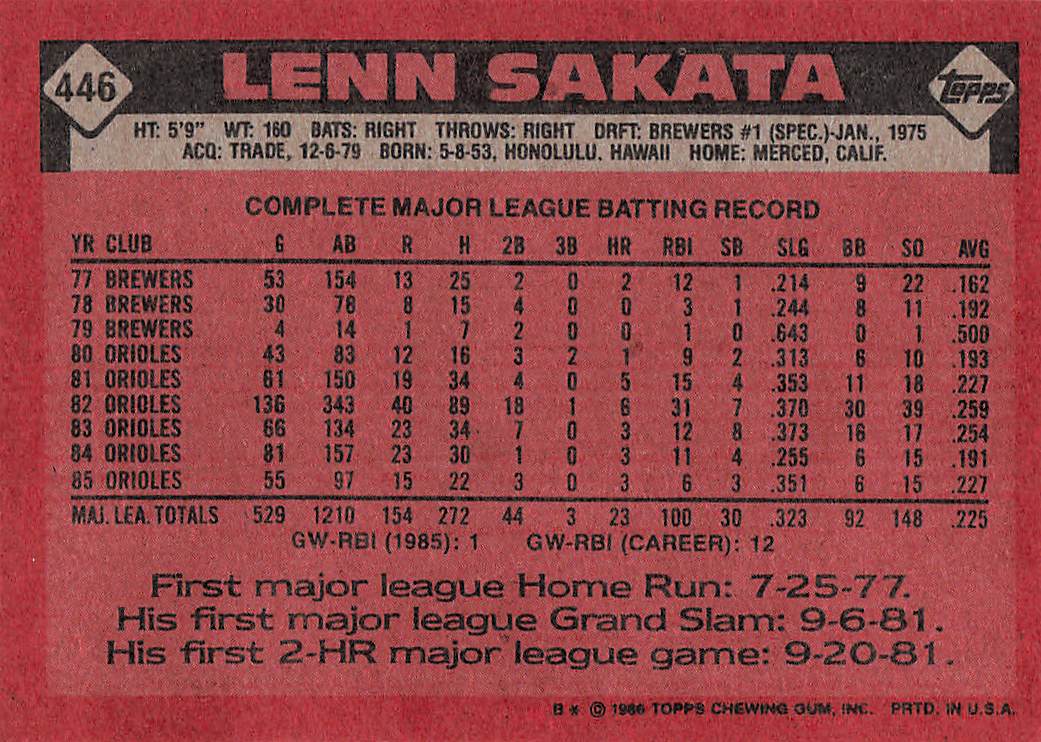 446 LENN SAKATA Topps
HT: 5'9" WT: 160 BATS: RIGHT THROWS: RIGHT DRFT: BREWERS #1 (SPEC.)-JAN., 1975
ACQ: TRADE, 12-6-79 BORN: 5-8-53, HONOLULU, HAWAII HOME: MERCED, CALIF.
COMPLETE MAJOR LEAGUE BATTING RECORD
YR CLUB G AB R H 2B 3B HR RBI SB SLG BB SO AVG
77 BREWERS 53 154 13 25 2 0 2 12 1 .214 9 22 .162
78 BREWERS 30 78 8 15 4 0 0 3 1 .244 8 11 .192
79 BREWERS 4 14 1 7 2 0 0 1 0 .643 0 1 .500
80 ORIOLES 43 83 12 16 3 2 1 9 2 .313 6 10 .193
81 ORIOLES 61 150 19 34 4 0 5 15 4 .353 11 18 .227
82 ORIOLES 136 343 40 89 18 1 6 31 7 .370 30 39 .259
83 ORIOLES 66 134 23 34 7 0 3 12 8 .373 16 17 .254
84 ORIOLES 81 157 23 30 1 0 3 11 4 .255 6 15 .191
85 ORIOLES 55 97 15 22 3 0 3 6 3 .351 6 15 .227
MAJ. LEA. TOTALS 529 1210 154 272 44 3 23 100 30 .323 92 148 .225
GW-RBI (1985): 1 GW-RBI (CAREER): 12
First major league Home Run: 7-25-77.
His first major league Grand Slam: 9-6-81.
His first 2-HR major league game: 9-20-81.
B * © 1986 TOPPS CHEWING GUM, INC. PRTD. IN U.S.A.